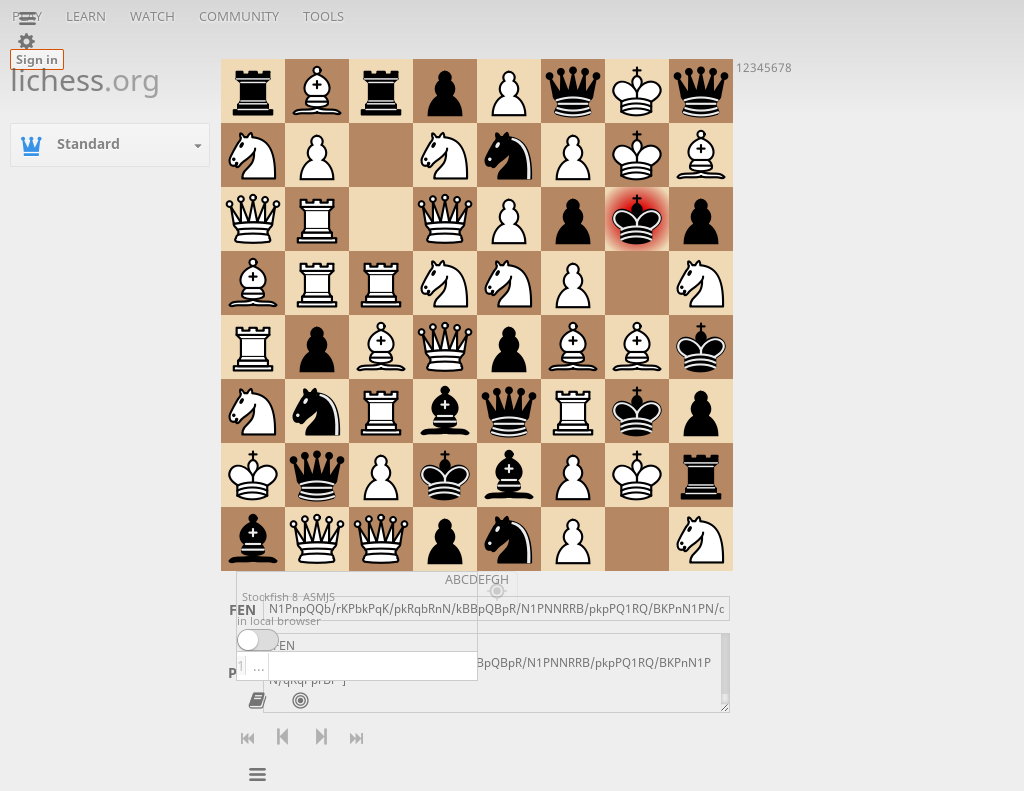 PLAY LEARN WATCH COMMUNITY TOOLS
Sign in
lichess.org
12345678
Standard
ABCDEFGH
Stockfish 8 ASMJS
FEN N1PnpQQb/rKPbkPqK/pkRqbRnN/kBBpQBpR/N1PNNRRB/pkpPQ1RQ/BKPnN1PN/c
in local browser
FEN
BpQBpR/N1PNNRRB/pkpPQ1RQ/BKPnN1P
1 ...